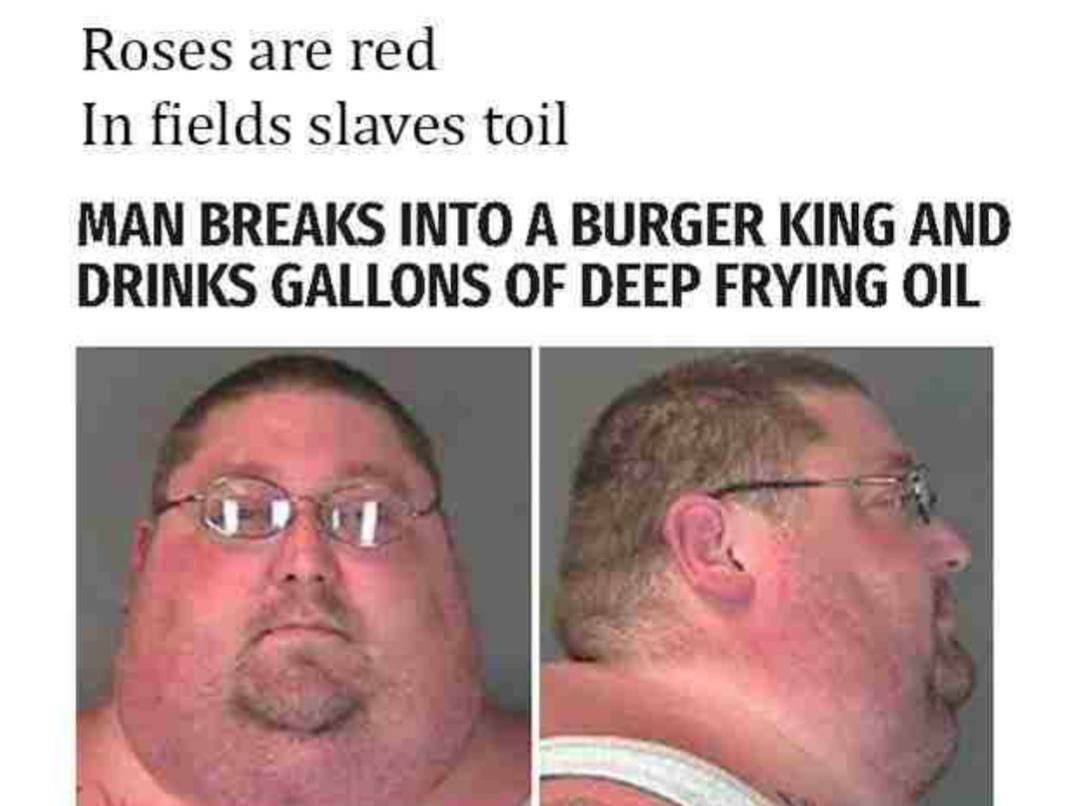 Roses are red
In fields slaves toil
MAN BREAKS INTO A BURGER KING AND
DRINKS GALLONS OF DEEP FRYING OIL